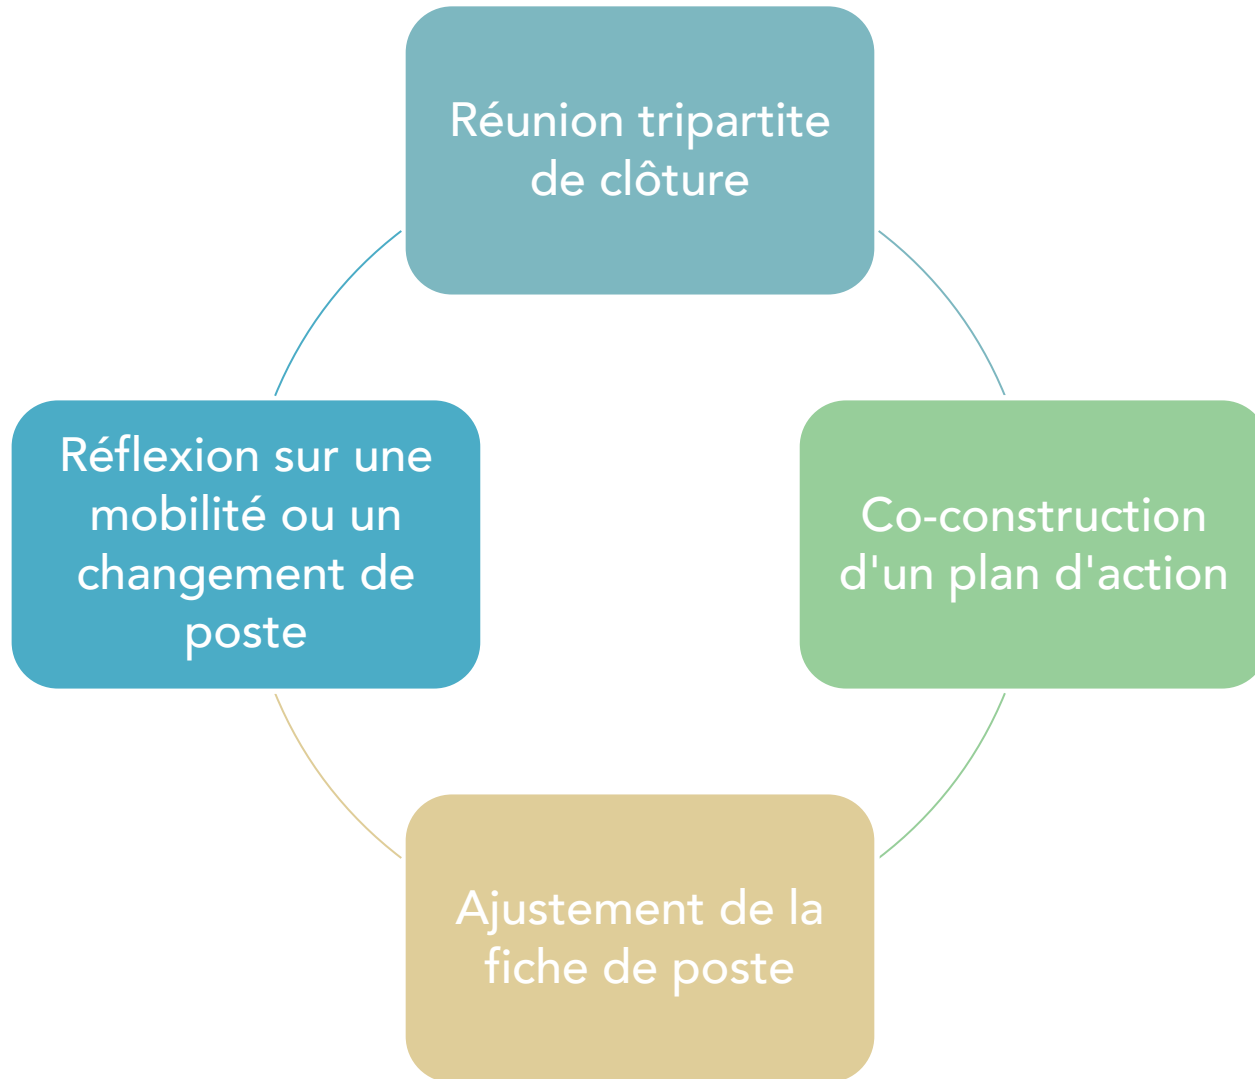 Réunion tripartite
de clôture
Réflexion sur une
mobilité ou un
changement de
poste
Co-construction
d'un plan d'action
Ajustement de la
fiche de poste